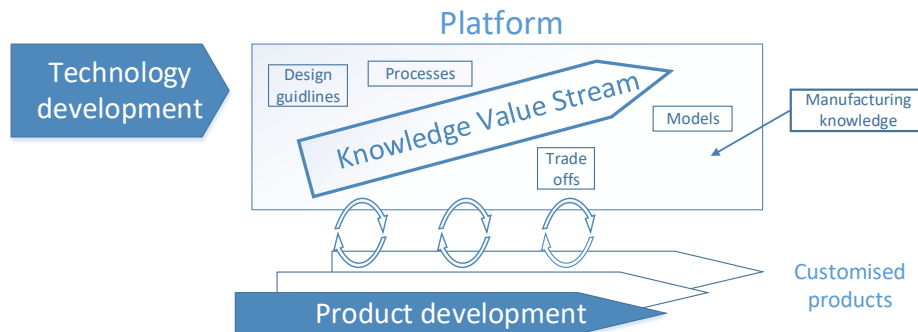 Platform
Technology
development
Design
guidlines
Processes
Knowledge Value Stream
Models
Manufacturing
knowledge
Trade
offs
Customised
products
Product development